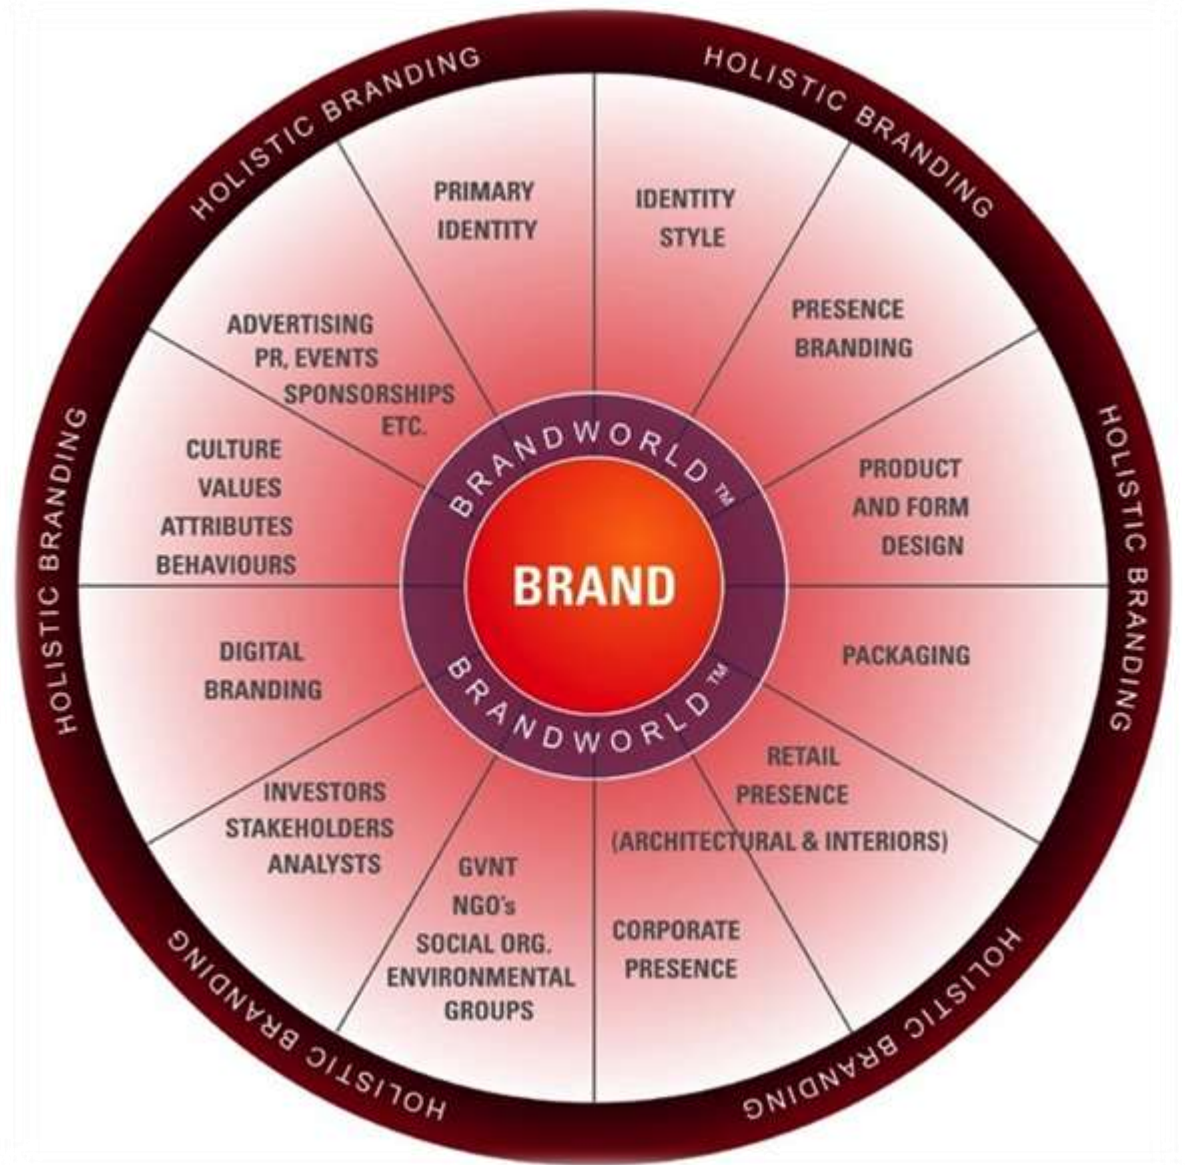 HOLISTIC BRANDING
HOLISTIC BRANDING
HOLISTIC BRANDING
HOLISTIC BRANDING
HOLISTIC BRANDING
HOLISTIC BRANDING
PRIMARY
IDENTITY
IDENTITY
STYLE
PRESENCE
BRANDING
PRODUCT
AND FORM
DESIGN
PACKAGING
RETAIL
PRESENCE
(ARCHITECTURAL & INTERIORS)
CORPORATE
PRESENCE
GVNT
NGO's
SOCIAL ORG.
ENVIRONMENTAL
GROUPS
INVESTORS
STAKEHOLDERS
ANALYSTS
DIGITAL
BRANDING
CULTURE
VALUES
ATTRIBUTES
BEHAVIOURS
ADVERTISING
PR, EVENTS
SPONSORSHIPS
ETC.
BRANDWORLD™
BRAND
BRANDWORLD™